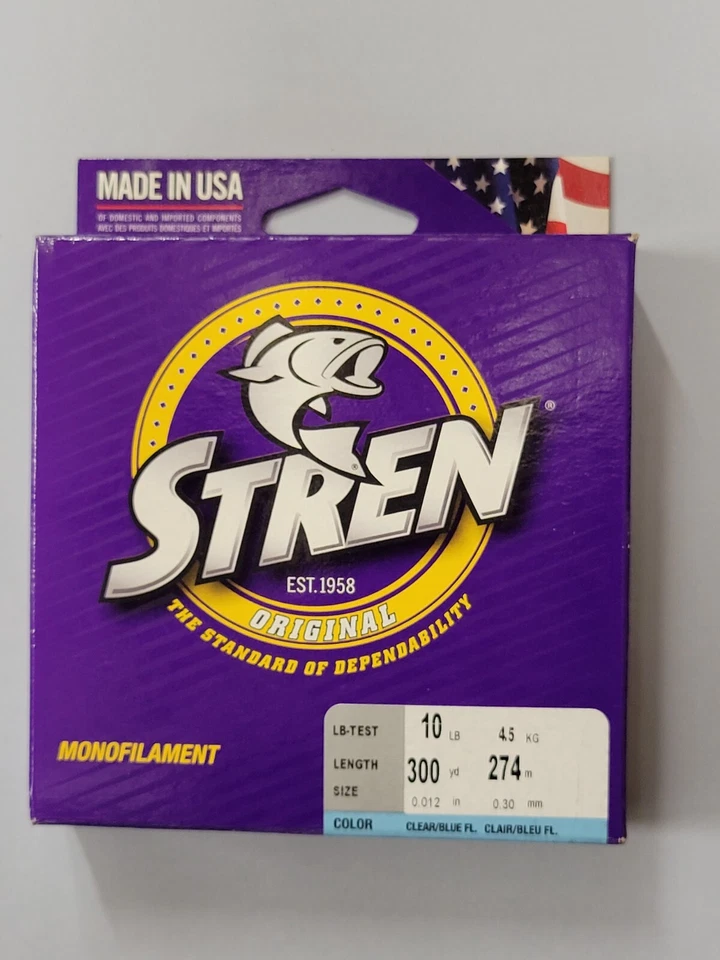 MADE IN USA
OF DOMESTIC AND IMPORTED COMPONENTS
AVEC DES PRODUITS DOMESTIQUES ET IMPORTÉS
STREN®
®
EST.1958
ORIGINAL
THE STANDARD OF DEPENDABILITY
MONOFILAMENT
LB-TEST 10 LB 4.5 KG
LENGTH 300 yd 274 m
SIZE 0.012 in 0.30 mm
COLOR CLEAR/BLUE FL. CLAIR/BLEU FL.